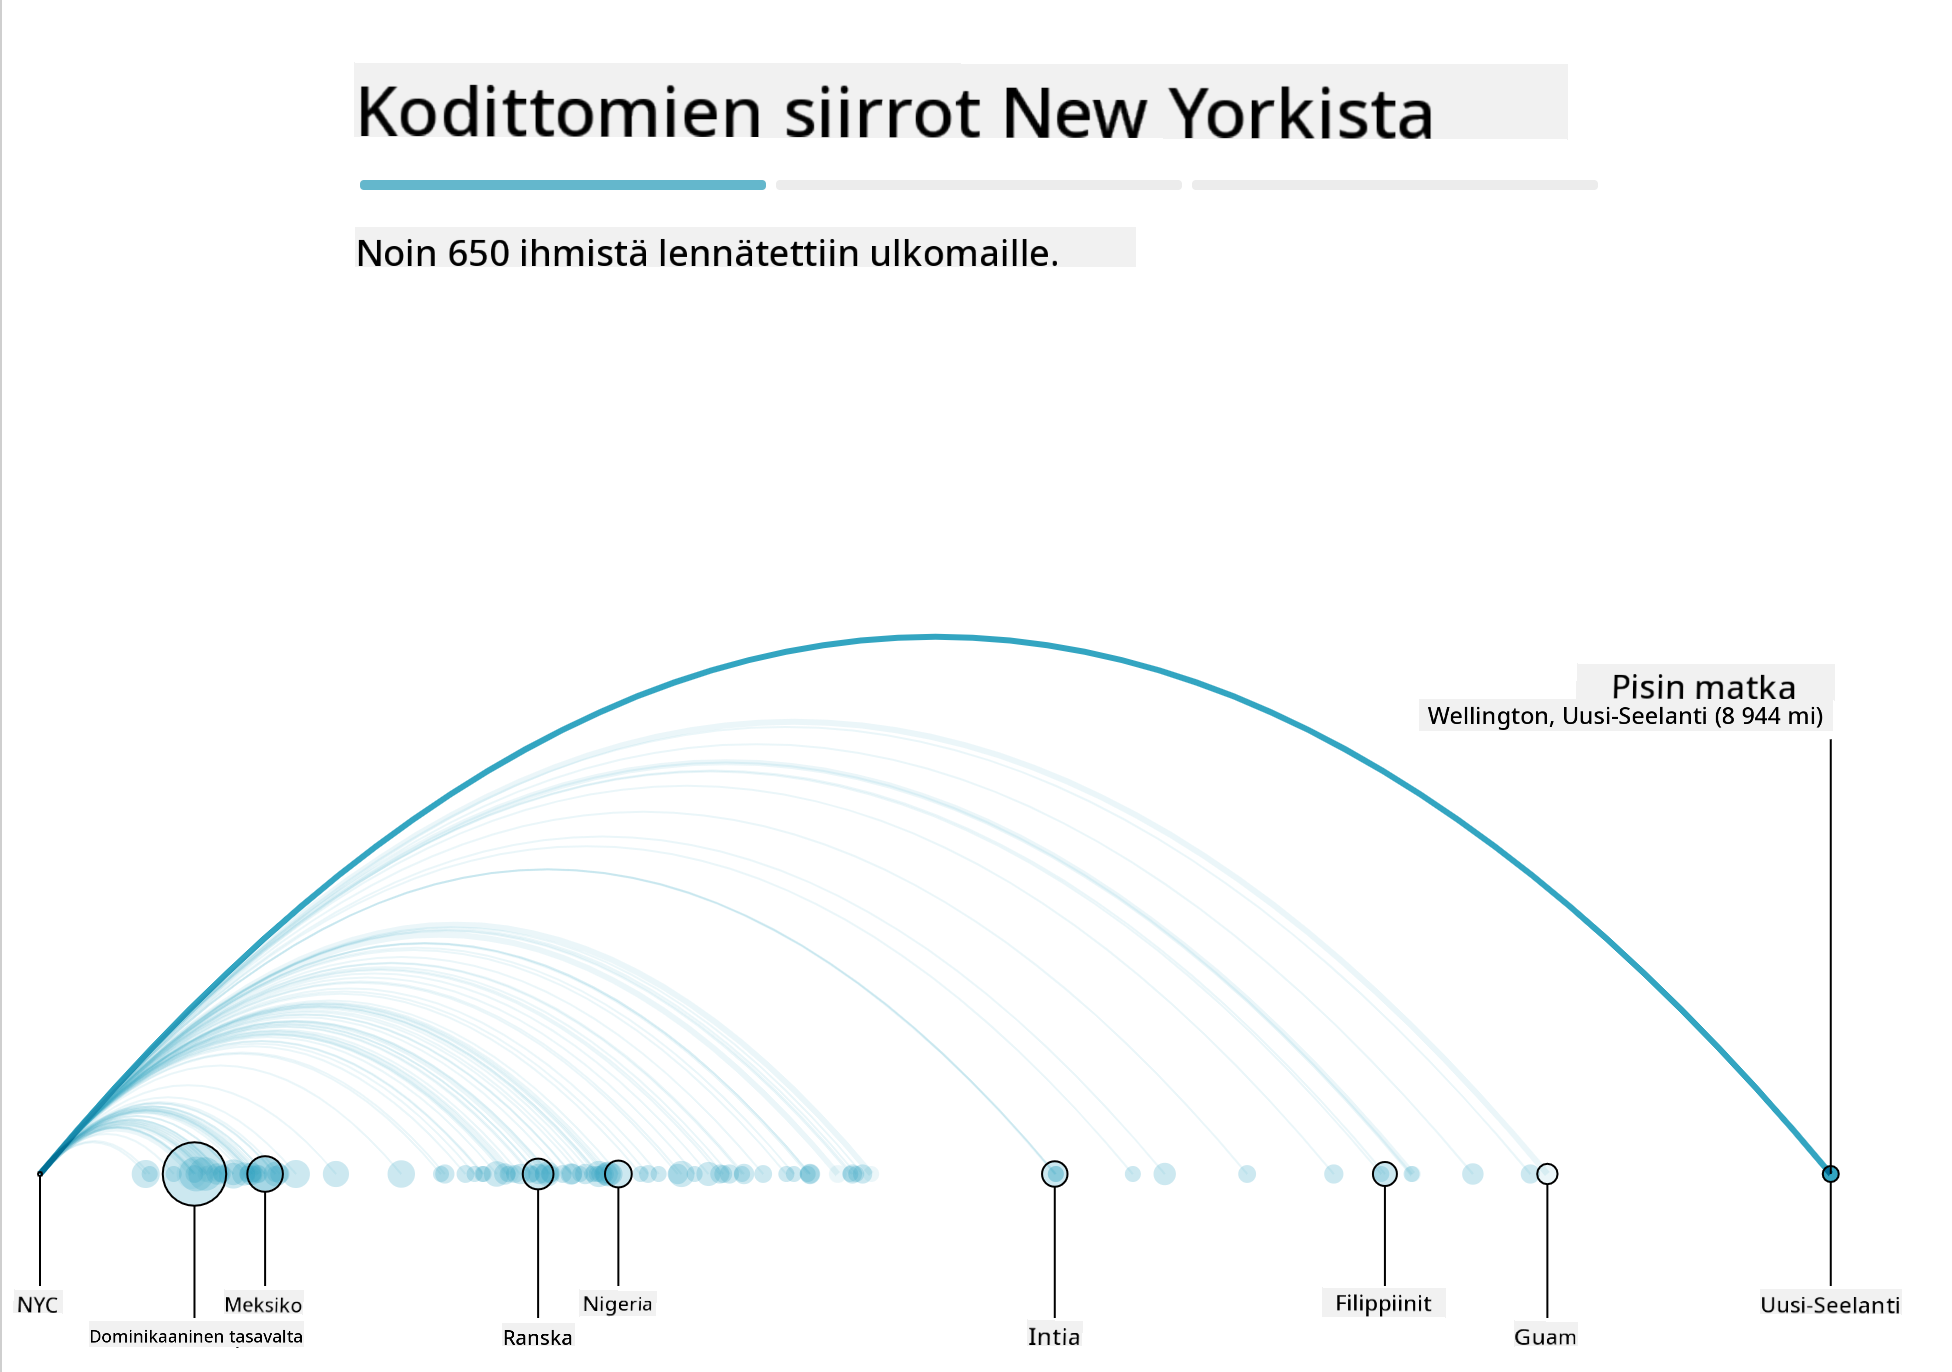 Kodittomien siirrot New Yorkista
Noin 650 ihmistä lennätettiin ulkomaille.
Pisin matka
Wellington, Uusi-Seelanti (8 944 mi)
NYC
Meksiko
Dominikaaninen tasavalta
Nigeria
Ranska
Intia
Filippiinit
Guam
Uusi-Seelanti